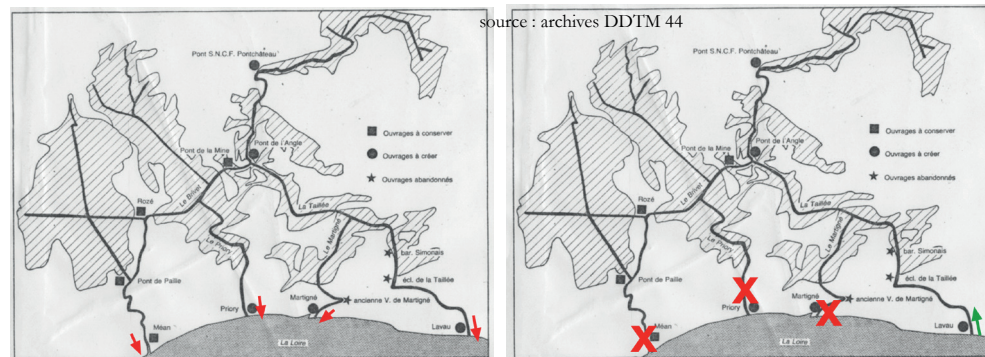 source : archives DDTM 44
Pont S.N.C.F. Pontchâteau
Ouvrages à conserver
Pont de l'Angle
Ouvrages à créer
Pont de la Mine
Ouvrages abandonnés
Rozé
Le Brivet
La Taillée
Le Martigné
Le Priory
bar. Simonais
Pont de Paille
écl. de la Taillée
Martigné
ancienne V. de Martigné
Priory
Méan
Lavau
La Loire
Pont S.N.C.F. Pontchâteau
Ouvrages à conserver
Pont de l'Angle
Ouvrages à créer
Pont de la Mine
Ouvrages abandonnés
Rozé
Le Brivet
La Taillée
Le Martigné
Le Priory
bar. Simonais
Pont de Paille
écl. de la Taillée
Martigné
ancienne V. de Martigné
Priory
Méan
Lavau
La Loire